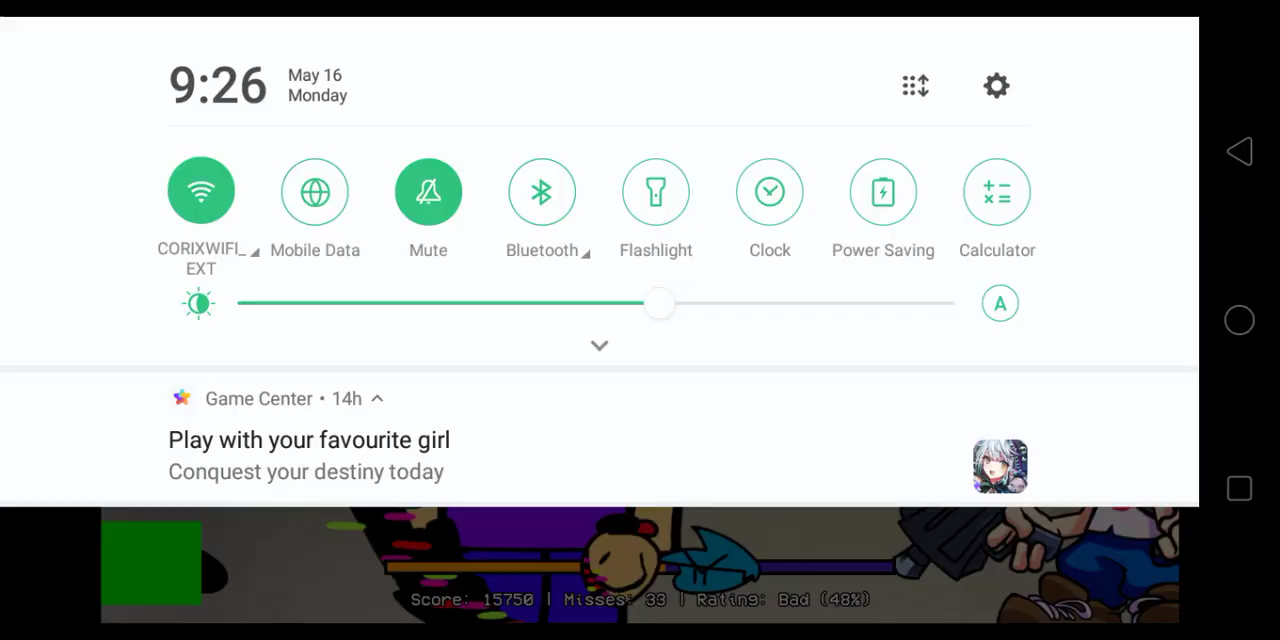 9:26
May 16
Monday
CORIXWIFI_
EXT
Mobile Data
Mute
Bluetooth
Flashlight
Clock
Power Saving
Calculator
A
Game Center • 14h
Play with your favourite girl
Conquest your destiny today
Score: 15750 | Misses: 33 | Rating: Bad (48%)